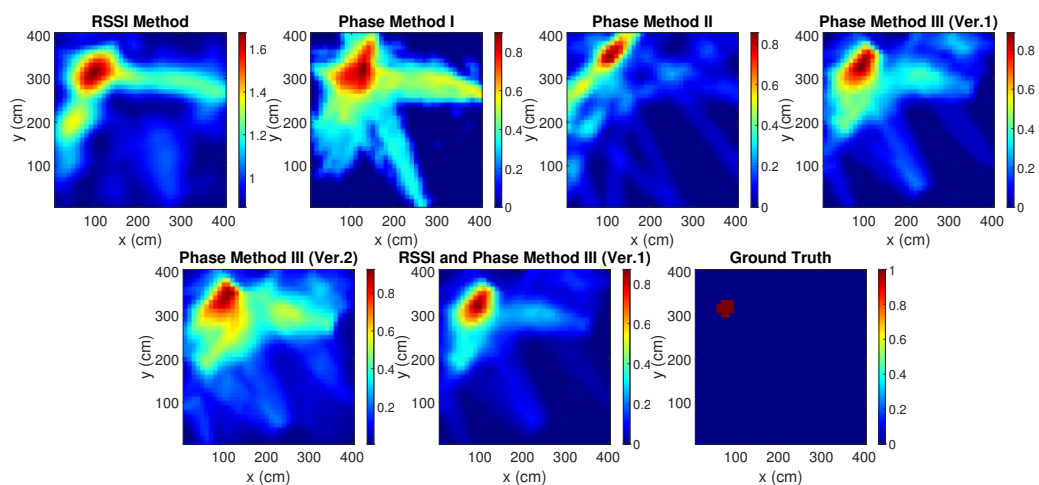 RSSI Method
400
300
200
100
100 200 300 400
x (cm)
y (cm)
1.6
1.4
1.2
1
Phase Method I
400
300
200
100
100 200 300 400
x (cm)
y (cm)
0.8
0.6
0.4
0.2
0
Phase Method II
400
300
200
100
100 200 300 400
x (cm)
y (cm)
0.8
0.6
0.4
0.2
0
Phase Method III (Ver.1)
400
300
200
100
100 200 300 400
x (cm)
y (cm)
0.8
0.6
0.4
0.2
0
Phase Method III (Ver.2)
400
300
200
100
100 200 300 400
x (cm)
y (cm)
0.8
0.6
0.4
0.2
RSSI and Phase Method III (Ver.1)
400
300
200
100
100 200 300 400
x (cm)
y (cm)
0.8
0.6
0.4
0.2
0
Ground Truth
400
300
200
100
100 200 300 400
x (cm)
y (cm)
1
0.8
0.6
0.4
0.2
0